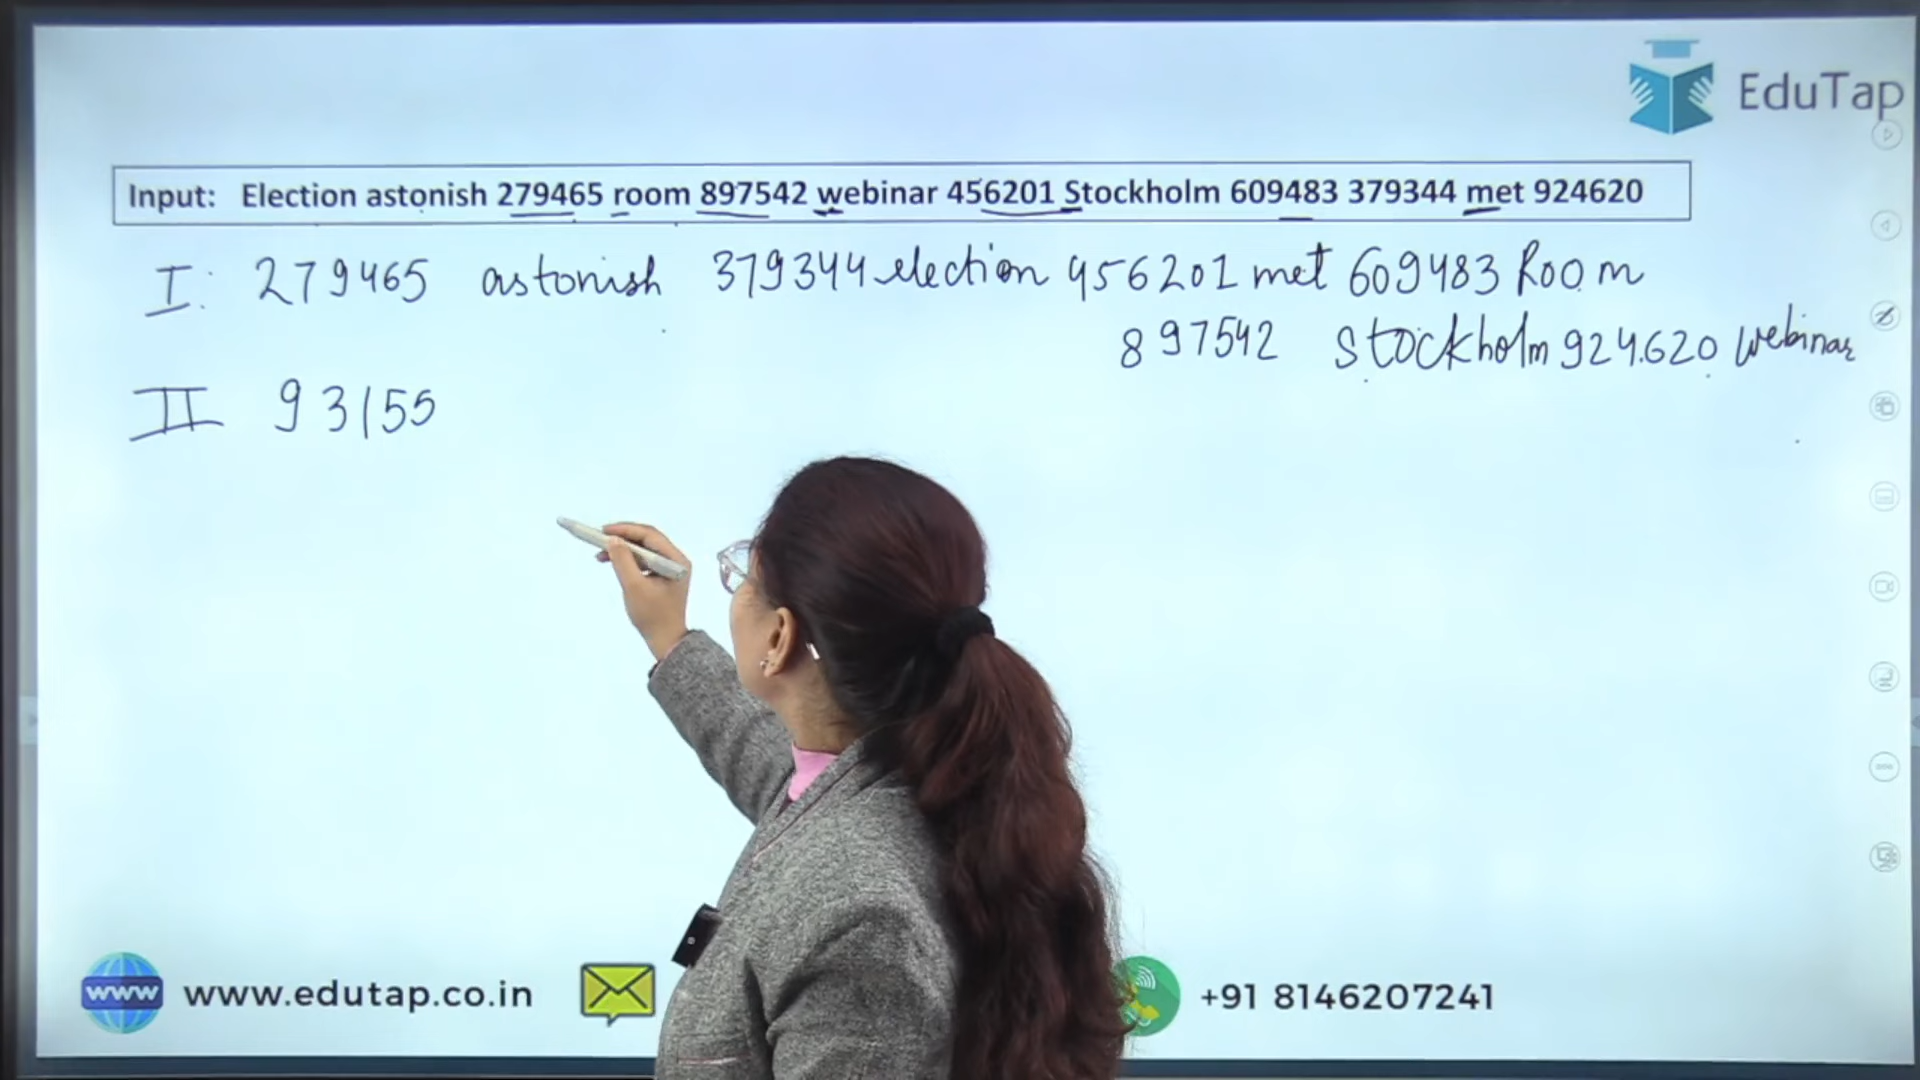 EduTap
Input: Election astonish 279465 room 897542 webinar 456201 Stockholm 609483 379344 met 924620
I: 279465 astonish 379344 election 456201 met 609483 Room
897542 Stockholm 924620 webinar
II 93155
www www.edutap.co.in +91 8146207241